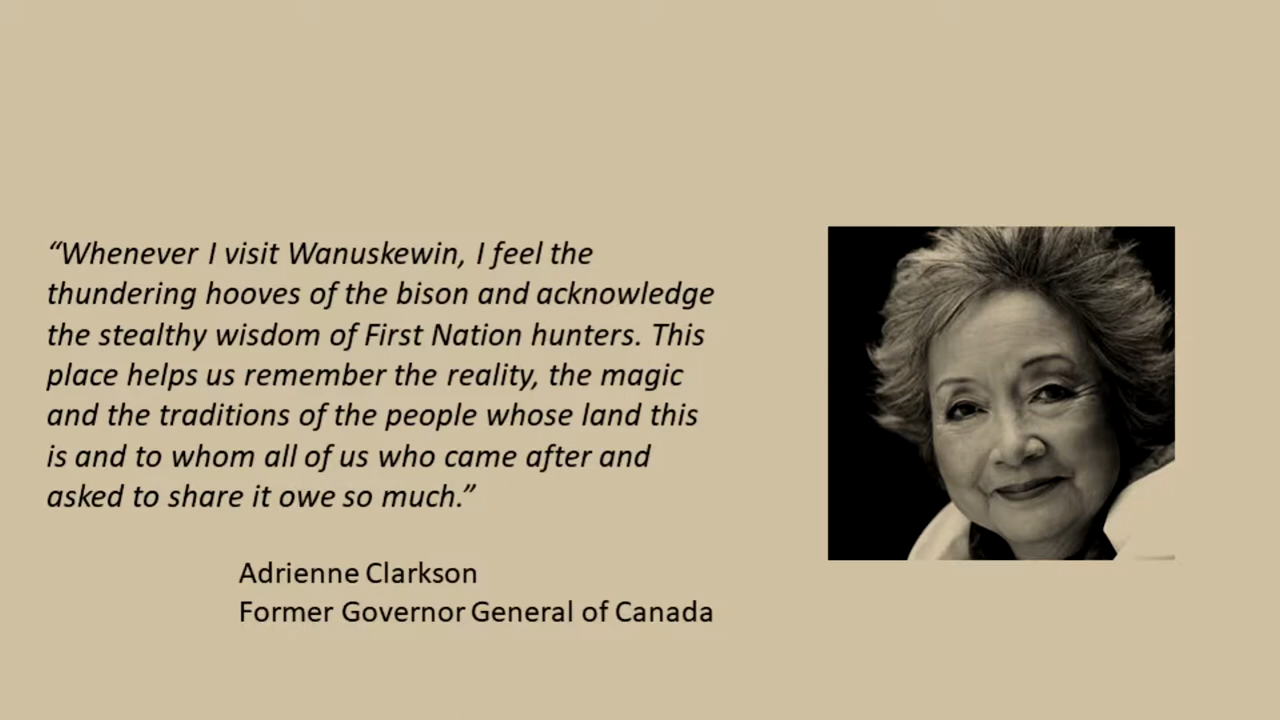 “Whenever I visit Wanuskewin, I feel the
thundering hooves of the bison and acknowledge
the stealthy wisdom of First Nation hunters. This
place helps us remember the reality, the magic
and the traditions of the people whose land this
is and to whom all of us who came after and
asked to share it owe so much.”
Adrienne Clarkson
Former Governor General of Canada